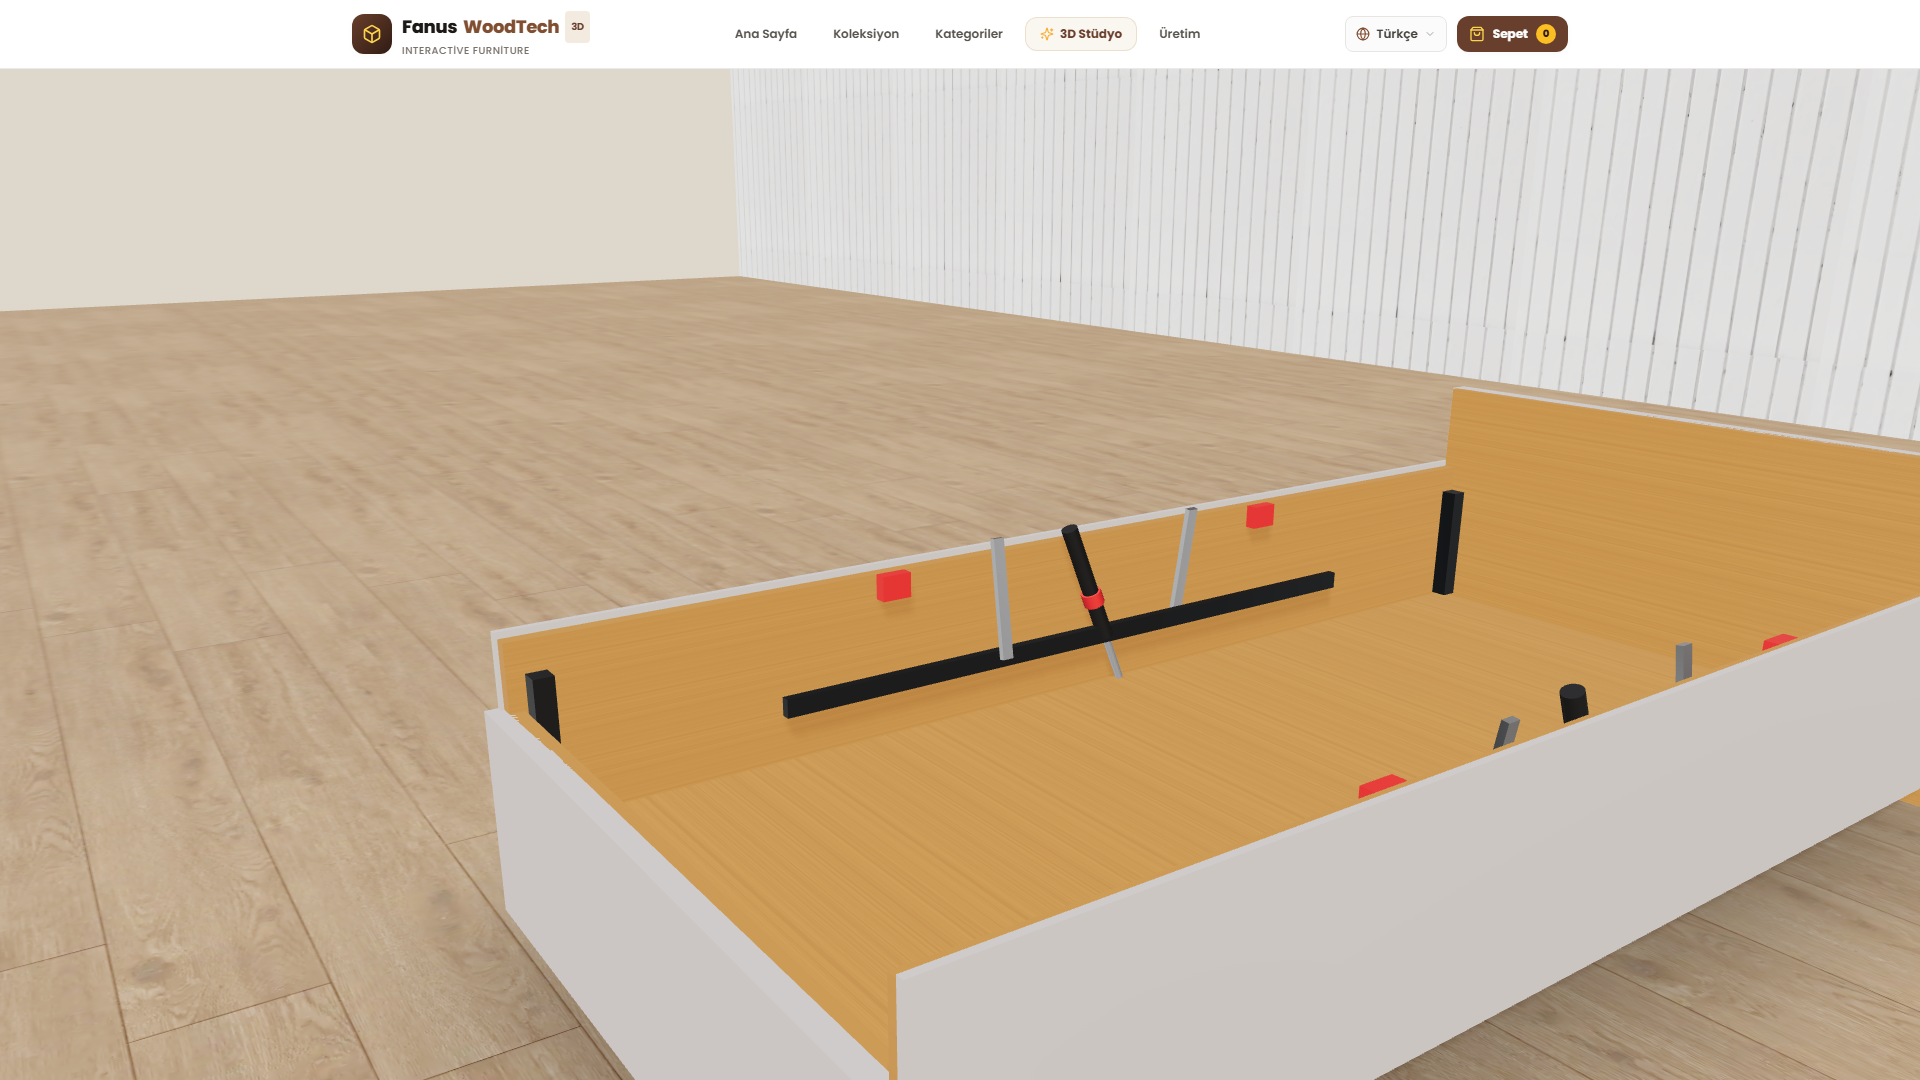 Fanus WoodTech 3D
INTERACTİVE FURNİTURE
Ana Sayfa
Koleksiyon
Kategoriler
3D Stüdyo
Üretim
Türkçe
Sepet 0